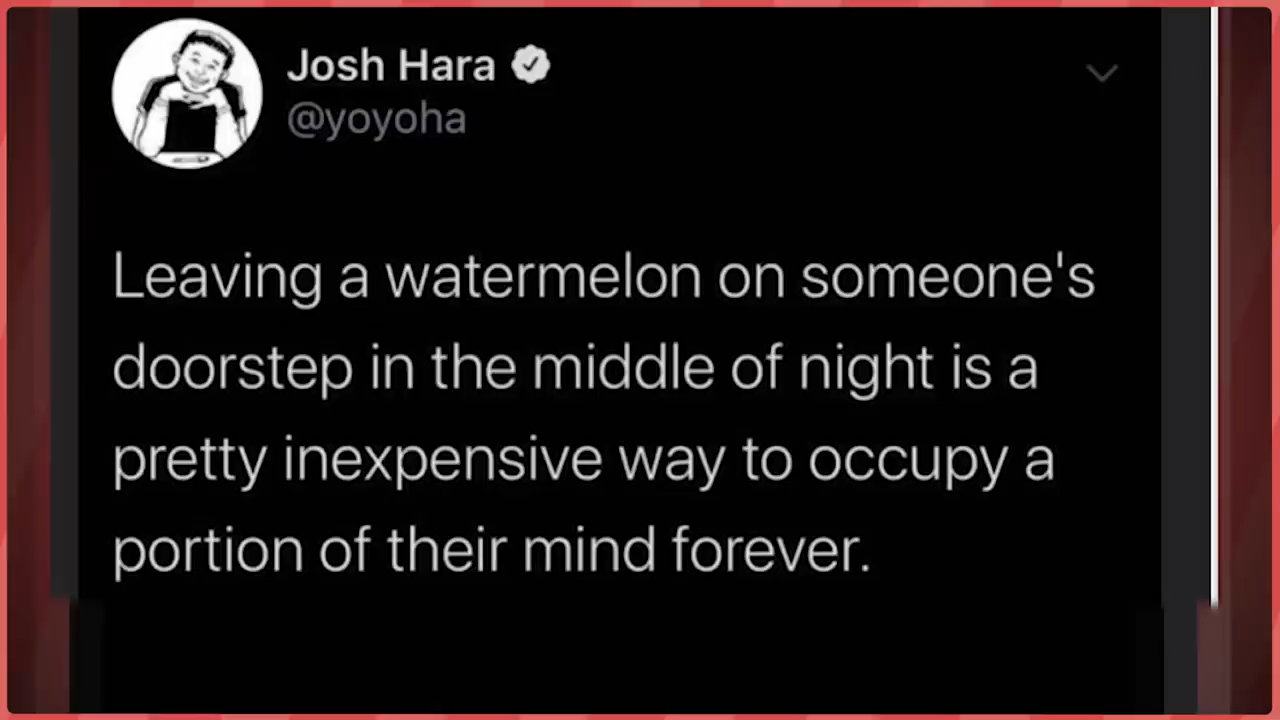 Josh Hara
@yoyoha
Leaving a watermelon on someone's
doorstep in the middle of night is a
pretty inexpensive way to occupy a
portion of their mind forever.